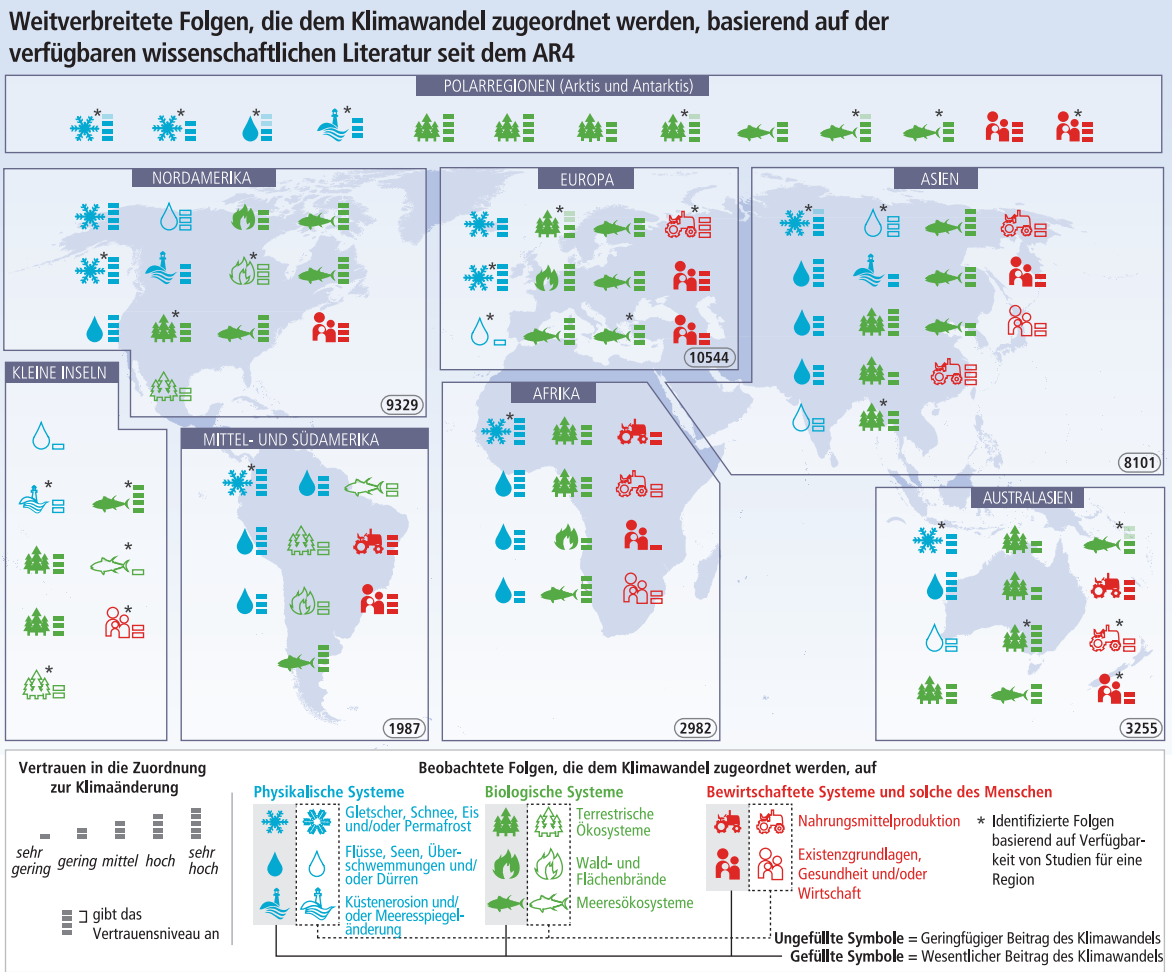 Weitverbreitete Folgen, die dem Klimawandel zugeordnet werden, basierend auf der
verfügbaren wissenschaftlichen Literatur seit dem AR4
POLARREGIONEN (Arktis und Antarktis)
NORDAMERIKA
EUROPA
ASIEN
10544
KLEINE INSELN
AFRIKA
9329
MITTEL- UND SÜDAMERIKA
8101
AUSTRALASIEN
1987
2982
3255
Vertrauen in die Zuordnung
zur Klimaänderung
sehr
gering
gering
mittel
hoch
sehr
hoch
gibt das
Vertrauensniveau an
Beobachtete Folgen, die dem Klimawandel zugeordnet werden, auf
Physikalische Systeme
Gletscher, Schnee, Eis
und/oder Permafrost
Flüsse, Seen, Über-
schwemmungen und/
oder Dürren
Küstenerosion und/
oder Meeresspiegel-
änderung
Biologische Systeme
Terrestrische
Ökosysteme
Wald- und
Flächenbrände
Meeresökosysteme
Bewirtschaftete Systeme und solche des Menschen
Nahrungsmittelproduktion
Existenzgrundlagen,
Gesundheit und/oder
Wirtschaft
* Identifizierte Folgen
basierend auf Verfügbar-
keit von Studien für eine
Region
Ungefüllte Symbole = Geringfügiger Beitrag des Klimawandels
Gefüllte Symbole = Wesentlicher Beitrag des Klimawandels